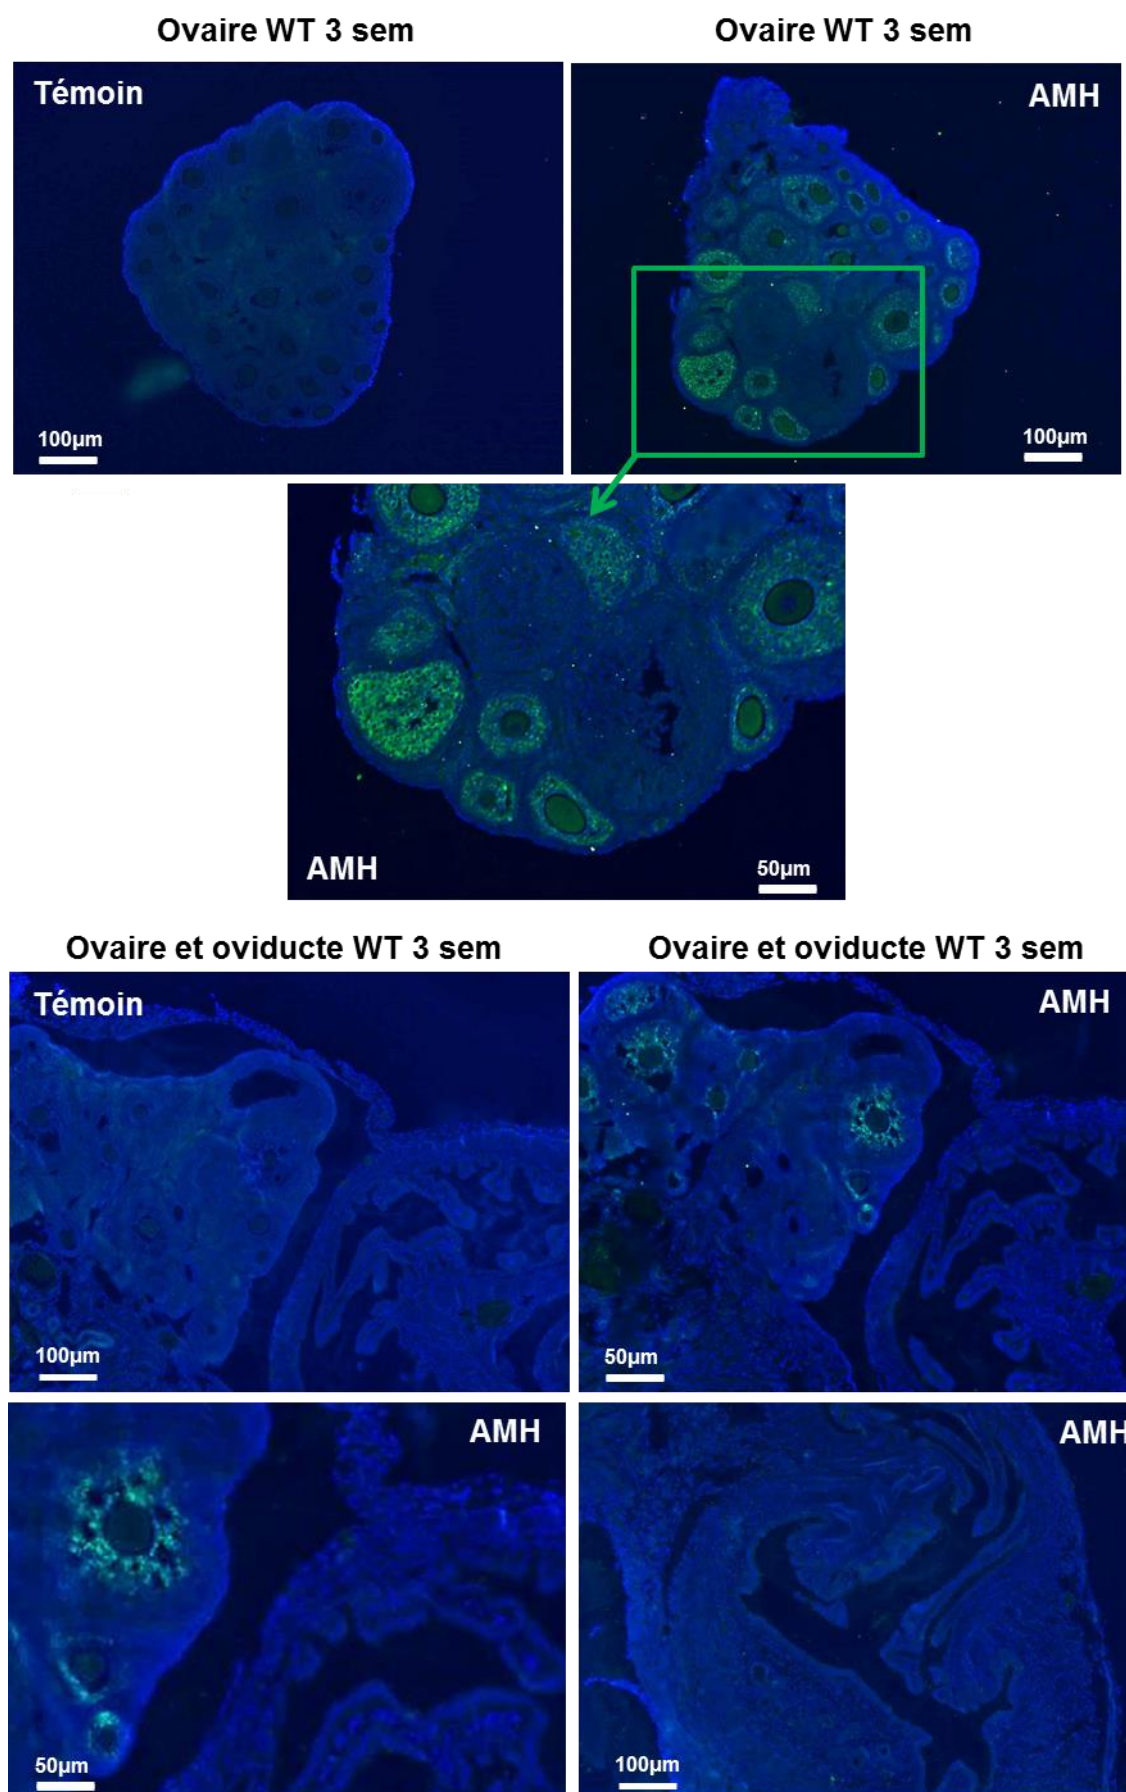 Ovaire WT 3 sem
Ovaire WT 3 sem
Témoin
AMH
100µm
100µm
AMH
50µm
Ovaire et oviducte WT 3 sem
Ovaire et oviducte WT 3 sem
Témoin
AMH
100µm
50µm
AMH
AMH
50µm
100µm